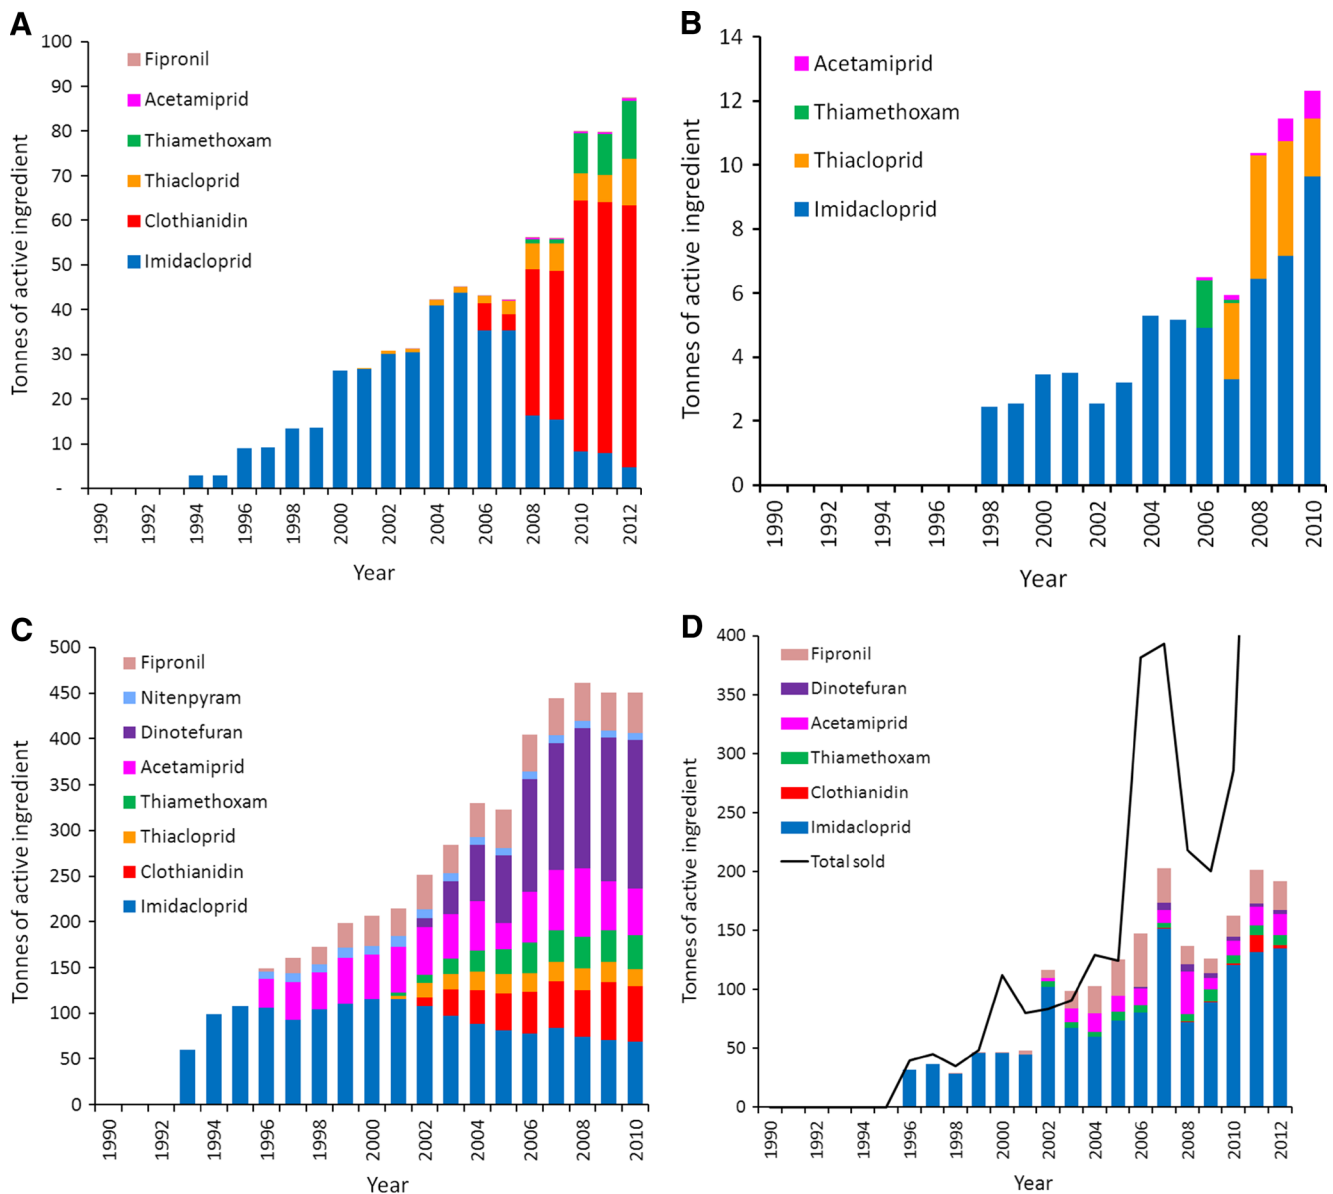 A
Tonnes of active ingredient
100
90
80
70
60
50
40
30
20
10
-
Fipronil
Acetamiprid
Thiamethoxam
Thiacloprid
Clothianidin
Imidacloprid
1990
1992
1994
1996
1998
2000
2002
2004
2006
2008
2010
2012
Year
B
Tonnes of active ingredient
14
12
10
8
6
4
2
0
Acetamiprid
Thiamethoxam
Thiacloprid
Imidacloprid
1990
1992
1994
1996
1998
2000
2002
2004
2006
2008
2010
Year
C
Tonnes of active ingredient
500
450
400
350
300
250
200
150
100
50
0
Fipronil
Nitenpyram
Dinotefuran
Acetamiprid
Thiamethoxam
Thiacloprid
Clothianidin
Imidacloprid
1990
1992
1994
1996
1998
2000
2002
2004
2006
2008
2010
Year
D
Tonnes of active ingredient
400
350
300
250
200
150
100
50
0
Fipronil
Dinotefuran
Acetamiprid
Thiamethoxam
Clothianidin
Imidacloprid
Total sold
1990
1992
1994
1996
1998
2000
2002
2004
2006
2008
2010
2012
Year